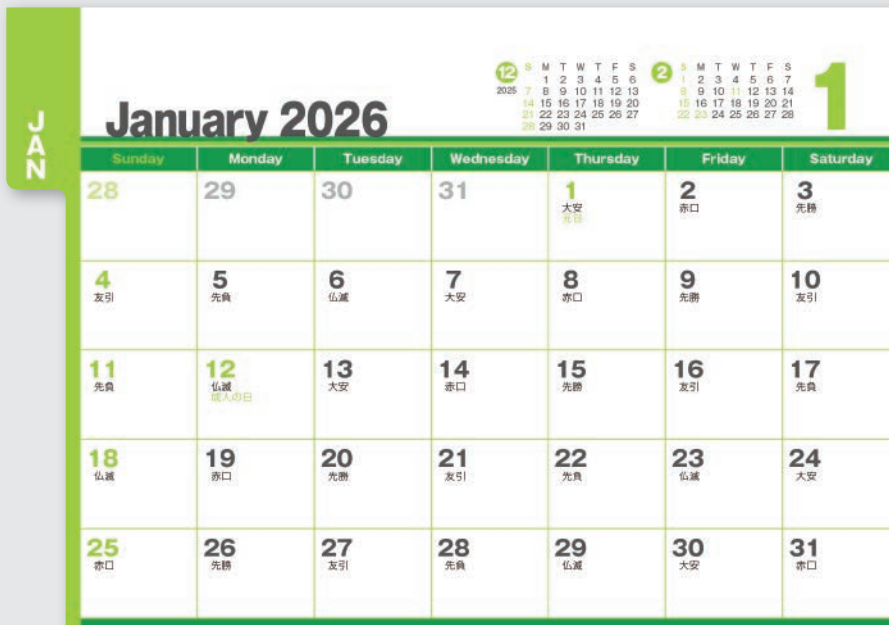 JAN
January 2026
12
2025
S M T W T F S
1 2 3 4 5 6
7 8 9 10 11 12 13
14 15 16 17 18 19 20
21 22 23 24 25 26 27
28 29 30 31
2
S M T W T F S
1 2 3 4 5 6 7
8 9 10 11 12 13 14
15 16 17 18 19 20 21
22 23 24 25 26 27 28
1
Sunday Monday Tuesday Wednesday Thursday Friday Saturday
28 29 30 31 1 2 3
大安 赤口 先勝
元日
4 5 6 7 8 9 10
友引 先負 仏滅 大安 赤口 先勝 友引
11 12 13 14 15 16 17
先負 仏滅 大安 赤口 先勝 友引 先負
成人の日
18 19 20 21 22 23 24
仏滅 赤口 先勝 友引 先負 仏滅 大安
25 26 27 28 29 30 31
赤口 先勝 友引 先負 仏滅 大安 赤口